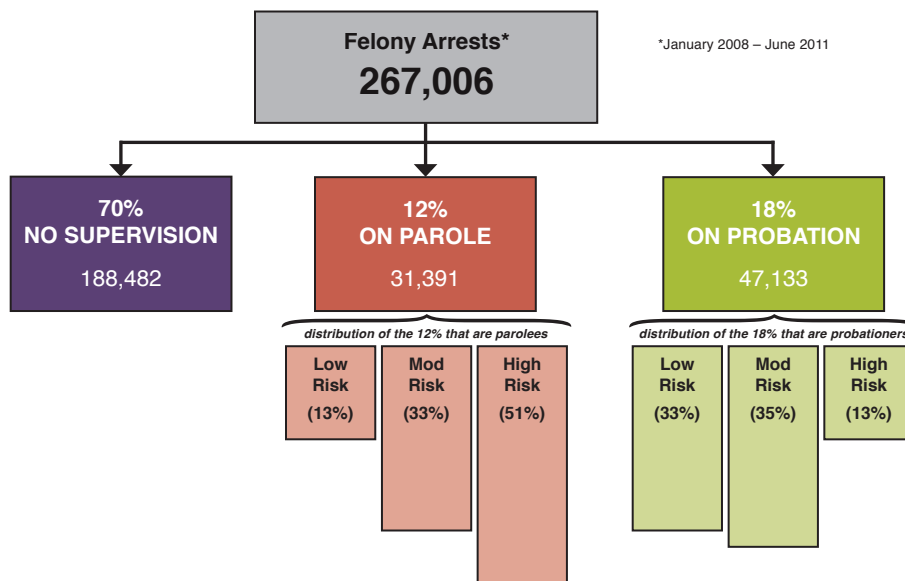 Felony Arrests*
267,006
*January 2008 – June 2011
70%
NO SUPERVISION
188,482
12%
ON PAROLE
31,391
18%
ON PROBATION
47,133
distribution of the 12% that are parolees
Low
Risk
(13%)
Mod
Risk
(33%)
High
Risk
(51%)
distribution of the 18% that are probationers
Low
Risk
(33%)
Mod
Risk
(35%)
High
Risk
(13%)